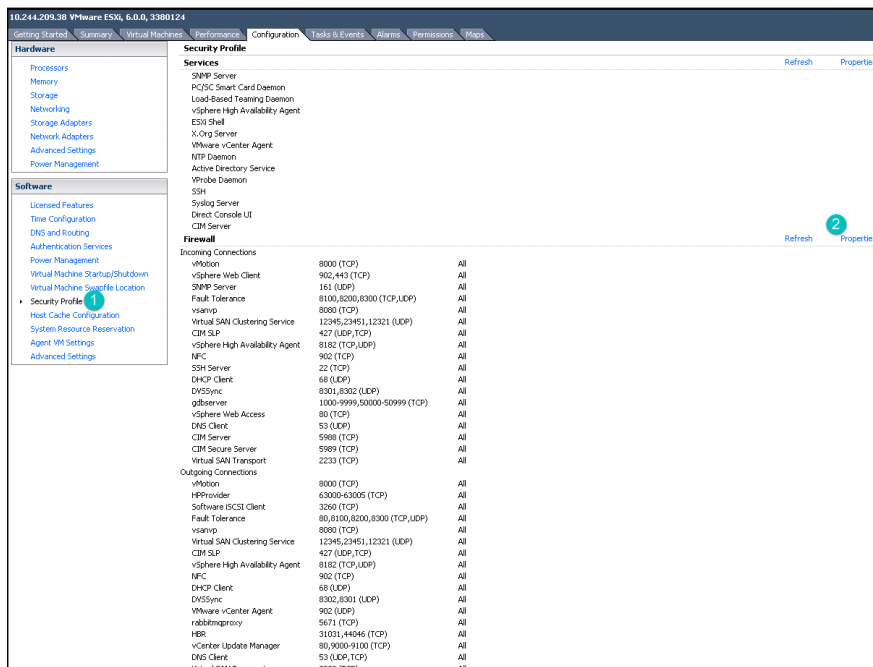 10.244.209.38 VMware ESXi, 6.0.0, 3380124
Getting Started Summary Virtual Machines Performance Configuration Tasks & Events Alarms Permissions Maps
Hardware
Processors
Memory
Storage
Networking
Storage Adapters
Network Adapters
Advanced Settings
Power Management
Software
Licensed Features
Time Configuration
DNS and Routing
Authentication Services
Power Management
Virtual Machine Startup/Shutdown
Virtual Machine Swapfile Location
Security Profile 1
Host Cache Configuration
System Resource Reservation
Agent VM Settings
Advanced Settings
Security Profile
Services Refresh Propertie
SNMP Server
PC/SC Smart Card Daemon
Load-Based Teaming Daemon
vSphere High Availability Agent
ESXi Shell
X.Org Server
VMware vCenter Agent
NTP Daemon
Active Directory Service
VProbe Daemon
SSH
Syslog Server
Direct Console UI
CIM Server
2
Firewall Refresh Propertie
Incoming Connections
vMotion 8000 (TCP) All
vSphere Web Client 902,443 (TCP) All
SNMP Server 161 (UDP) All
Fault Tolerance 8100,8200,8300 (TCP,UDP) All
vsanvp 8080 (TCP) All
Virtual SAN Clustering Service 12345,23451,12321 (UDP) All
CIM SLP 427 (UDP,TCP) All
vSphere High Availability Agent 8182 (TCP,UDP) All
NFC 902 (TCP) All
SSH Server 22 (TCP) All
DHCP Client 68 (UDP) All
DVSSync 8301,8302 (UDP) All
gdbserver 1000-9999,50000-50999 (TCP) All
vSphere Web Access 80 (TCP) All
DNS Client 53 (UDP) All
CIM Server 5988 (TCP) All
CIM Secure Server 5989 (TCP) All
Virtual SAN Transport 2233 (TCP) All
Outgoing Connections
vMotion 8000 (TCP) All
HPProvider 63000-63005 (TCP) All
Software iSCSI Client 3260 (TCP) All
Fault Tolerance 80,8100,8200,8300 (TCP,UDP) All
vsanvp 8080 (TCP) All
Virtual SAN Clustering Service 12345,23451,12321 (UDP) All
CIM SLP 427 (UDP,TCP) All
vSphere High Availability Agent 8182 (TCP,UDP) All
NFC 902 (TCP) All
DHCP Client 68 (UDP) All
DVSSync 8302,8301 (UDP) All
VMware vCenter Agent 902 (UDP) All
rabbitmqproxy 5671 (TCP) All
HBR 31031,44046 (TCP) All
vCenter Update Manager 80,9000-9100 (TCP) All
DNS Client 53 (UDP,TCP) All